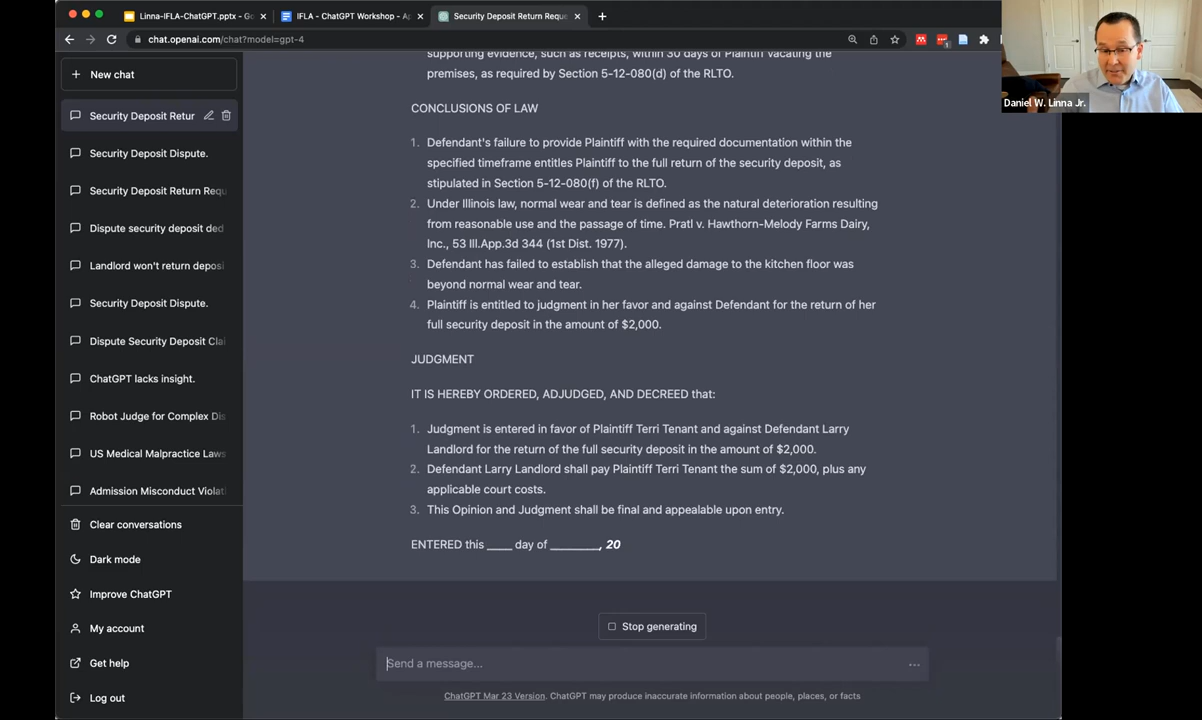 Linna-IFLA-ChatGPT.pptx - Go
IFLA - ChatGPT Workshop - A
Security Deposit Return Reque
chat.openai.com/chat?model=gpt-4
New chat
Security Deposit Retur
Security Deposit Dispute.
Security Deposit Return Requ
Dispute security deposit ded
Landlord won't return deposi
Security Deposit Dispute.
Dispute Security Deposit Clai
ChatGPT lacks insight.
Robot Judge for Complex Dis
US Medical Malpractice Laws
Admission Misconduct Violat
Clear conversations
Dark mode
Improve ChatGPT
My account
Get help
Log out
supporting evidence, such as receipts, within 30 days of Plaintiff vacating the
premises, as required by Section 5-12-080(d) of the RLTO.
CONCLUSIONS OF LAW
1. Defendant's failure to provide Plaintiff with the required documentation within the
specified timeframe entitles Plaintiff to the full return of the security deposit, as
stipulated in Section 5-12-080(f) of the RLTO.
2. Under Illinois law, normal wear and tear is defined as the natural deterioration resulting
from reasonable use and the passage of time. Pratl v. Hawthorn-Melody Farms Dairy,
Inc., 53 Ill.App.3d 344 (1st Dist. 1977).
3. Defendant has failed to establish that the alleged damage to the kitchen floor was
beyond normal wear and tear.
4. Plaintiff is entitled to judgment in her favor and against Defendant for the return of her
full security deposit in the amount of $2,000.
JUDGMENT
IT IS HEREBY ORDERED, ADJUDGED, AND DECREED that:
1. Judgment is entered in favor of Plaintiff Terri Tenant and against Defendant Larry
Landlord for the return of the full security deposit in the amount of $2,000.
2. Defendant Larry Landlord shall pay Plaintiff Terri Tenant the sum of $2,000, plus any
applicable court costs.
3. This Opinion and Judgment shall be final and appealable upon entry.
ENTERED this ____ day of ________, 20
Stop generating
Send a message...
ChatGPT Mar 23 Version. ChatGPT may produce inaccurate information about people, places, or facts
Daniel W. Linna Jr.